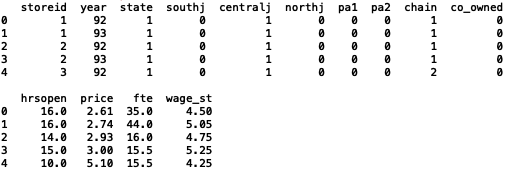 storeid year state southj centralj northj pa1 pa2 chain co_owned
0 1 92 1 0 1 0 0 0 1 0
1 1 93 1 0 1 0 0 0 1 0
2 2 92 1 0 1 0 0 0 1 0
3 2 93 1 0 1 0 0 0 1 0
4 3 92 1 0 1 0 0 0 2 0
hrsopen price fte wage_st
0 16.0 2.61 35.0 4.50
1 16.0 2.74 44.0 5.05
2 14.0 2.93 16.0 4.75
3 15.0 3.00 15.5 5.25
4 10.0 5.10 15.5 4.25